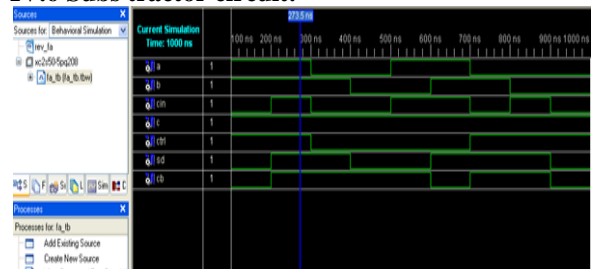 Sources X
Sources for: Behavioral Simulation
rev_fa
xc2s50-5pq208
fa_tb (fa_tb.tbw)
Processes X
Processes for: fa_tb
Add Existing Source
Create New Source
Current Simulation
Time: 1000 ns
273.5 ns
100 ns 200 ns 300 ns 400 ns 500 ns 600 ns 700 ns 800 ns 900 ns 1000 ns
a 1
b 1
cin 1
c 1
ctrl 1
sd 1
cb 1